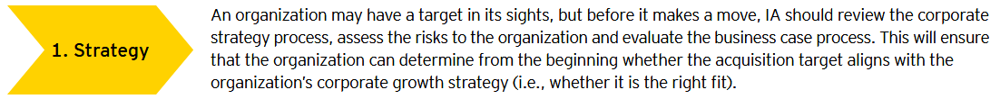 1. Strategy
An organization may have a target in its sights, but before it makes a move, IA should review the corporate
strategy process, assess the risks to the organization and evaluate the business case process. This will ensure
that the organization can determine from the beginning whether the acquisition target aligns with the
organization's corporate growth strategy (i.e., whether it is the right fit).